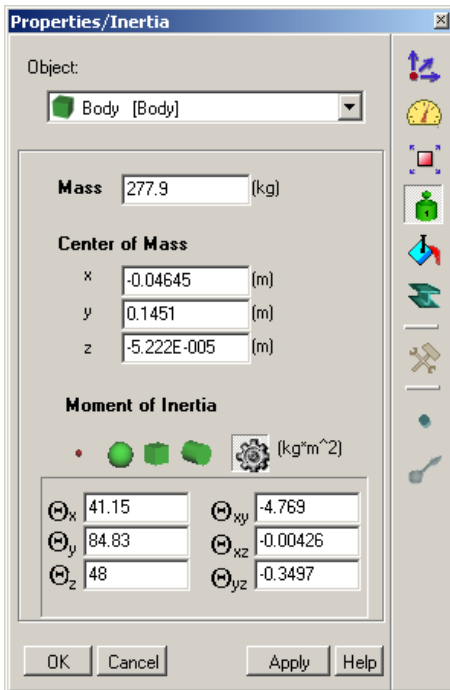 Properties/Inertia
Object:
Body [Body]
Mass 277.9 (kg)
Center of Mass
x -0.04645 (m)
y 0.1451 (m)
z -5.222E-005 (m)
Moment of Inertia
(kg*m^2)
Θx 41.15 Θxy -4.769
Θy 84.83 Θxz -0.00426
Θz 48 Θyz -0.3497
OK Cancel Apply Help